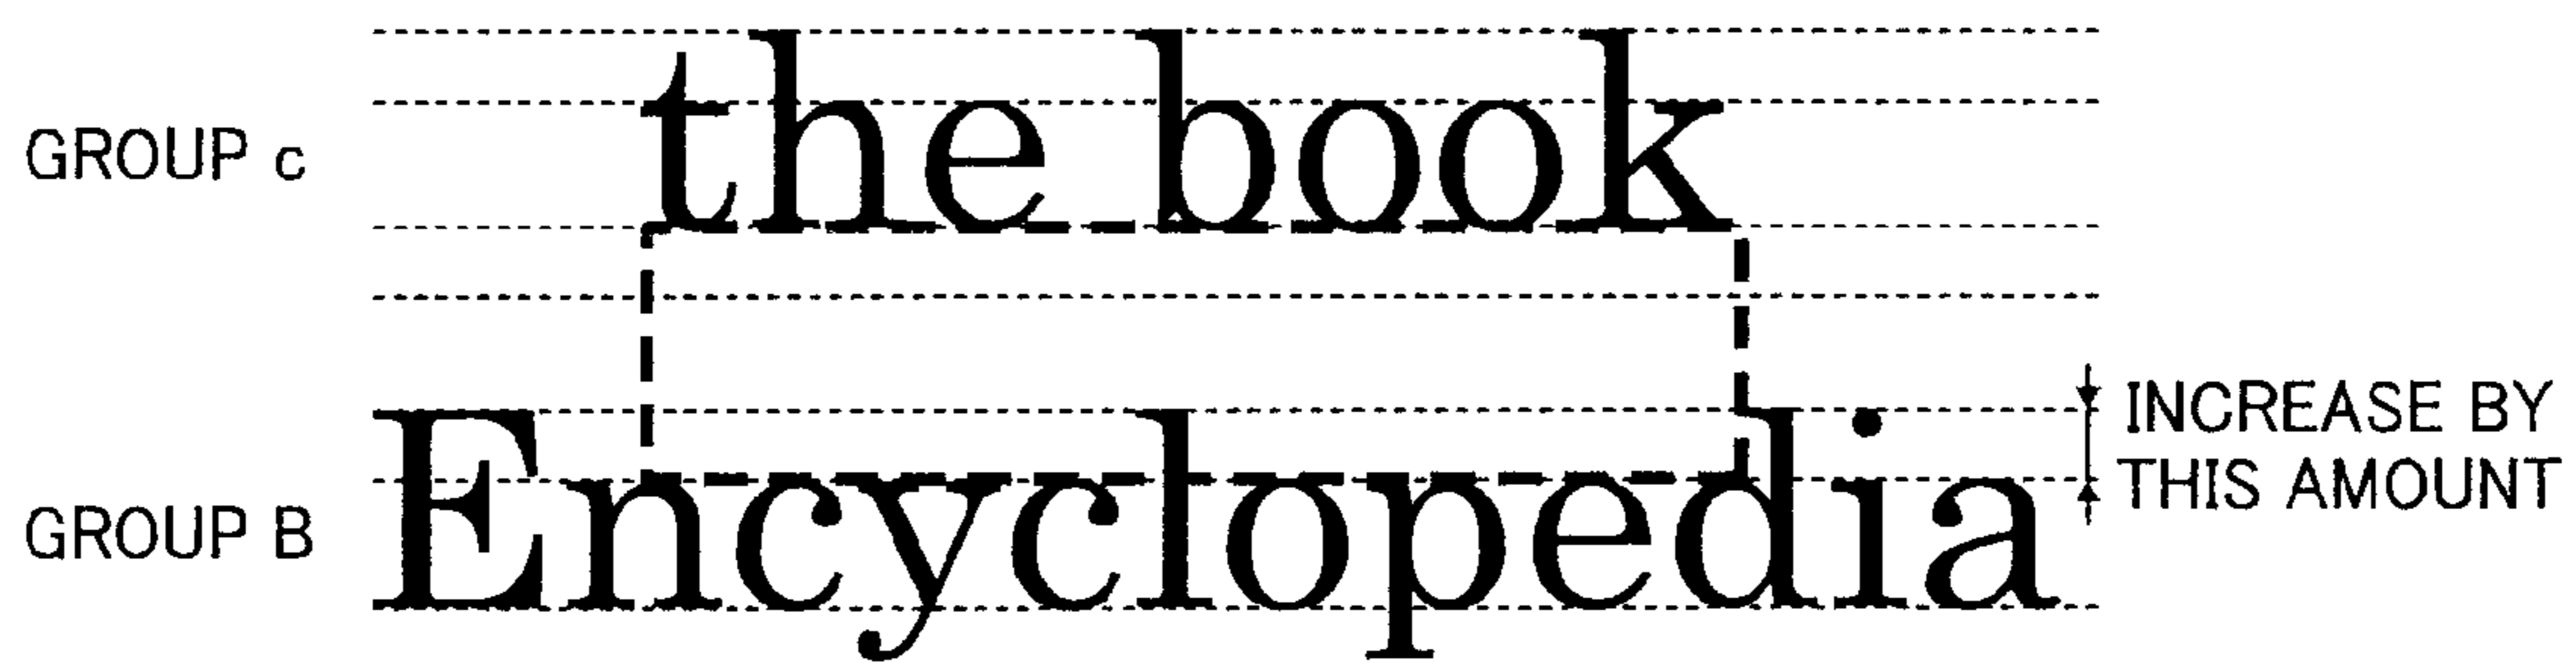 GROUP c the book
GROUP B Encyclopedia
INCREASE BY
THIS AMOUNT